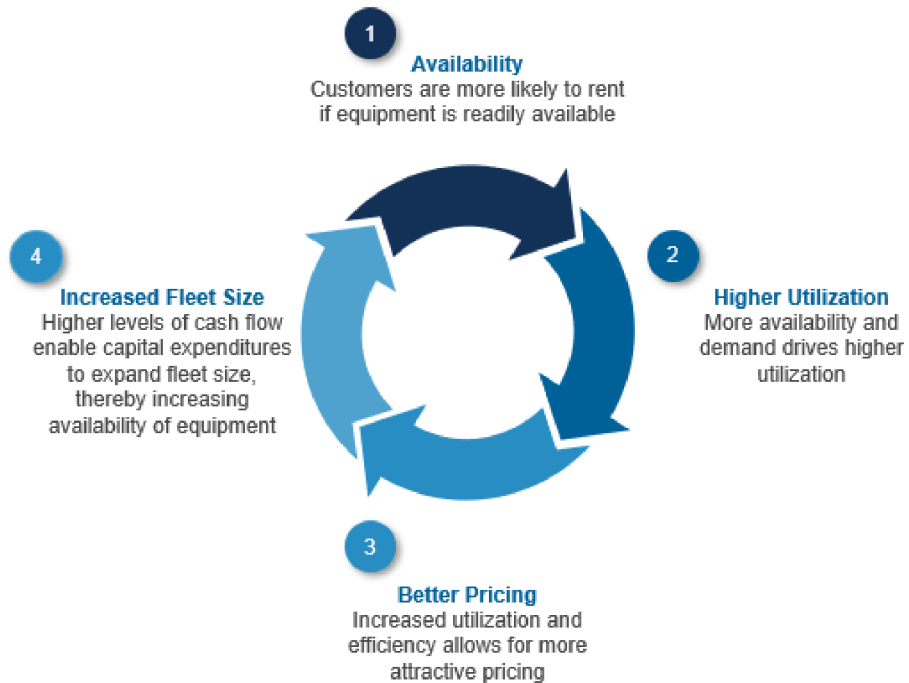 1
Availability
Customers are more likely to rent
if equipment is readily available
2
Higher Utilization
More availability and
demand drives higher
utilization
3
Better Pricing
Increased utilization and
efficiency allows for more
attractive pricing
4
Increased Fleet Size
Higher levels of cash flow
enable capital expenditures
to expand fleet size,
thereby increasing
availability of equipment